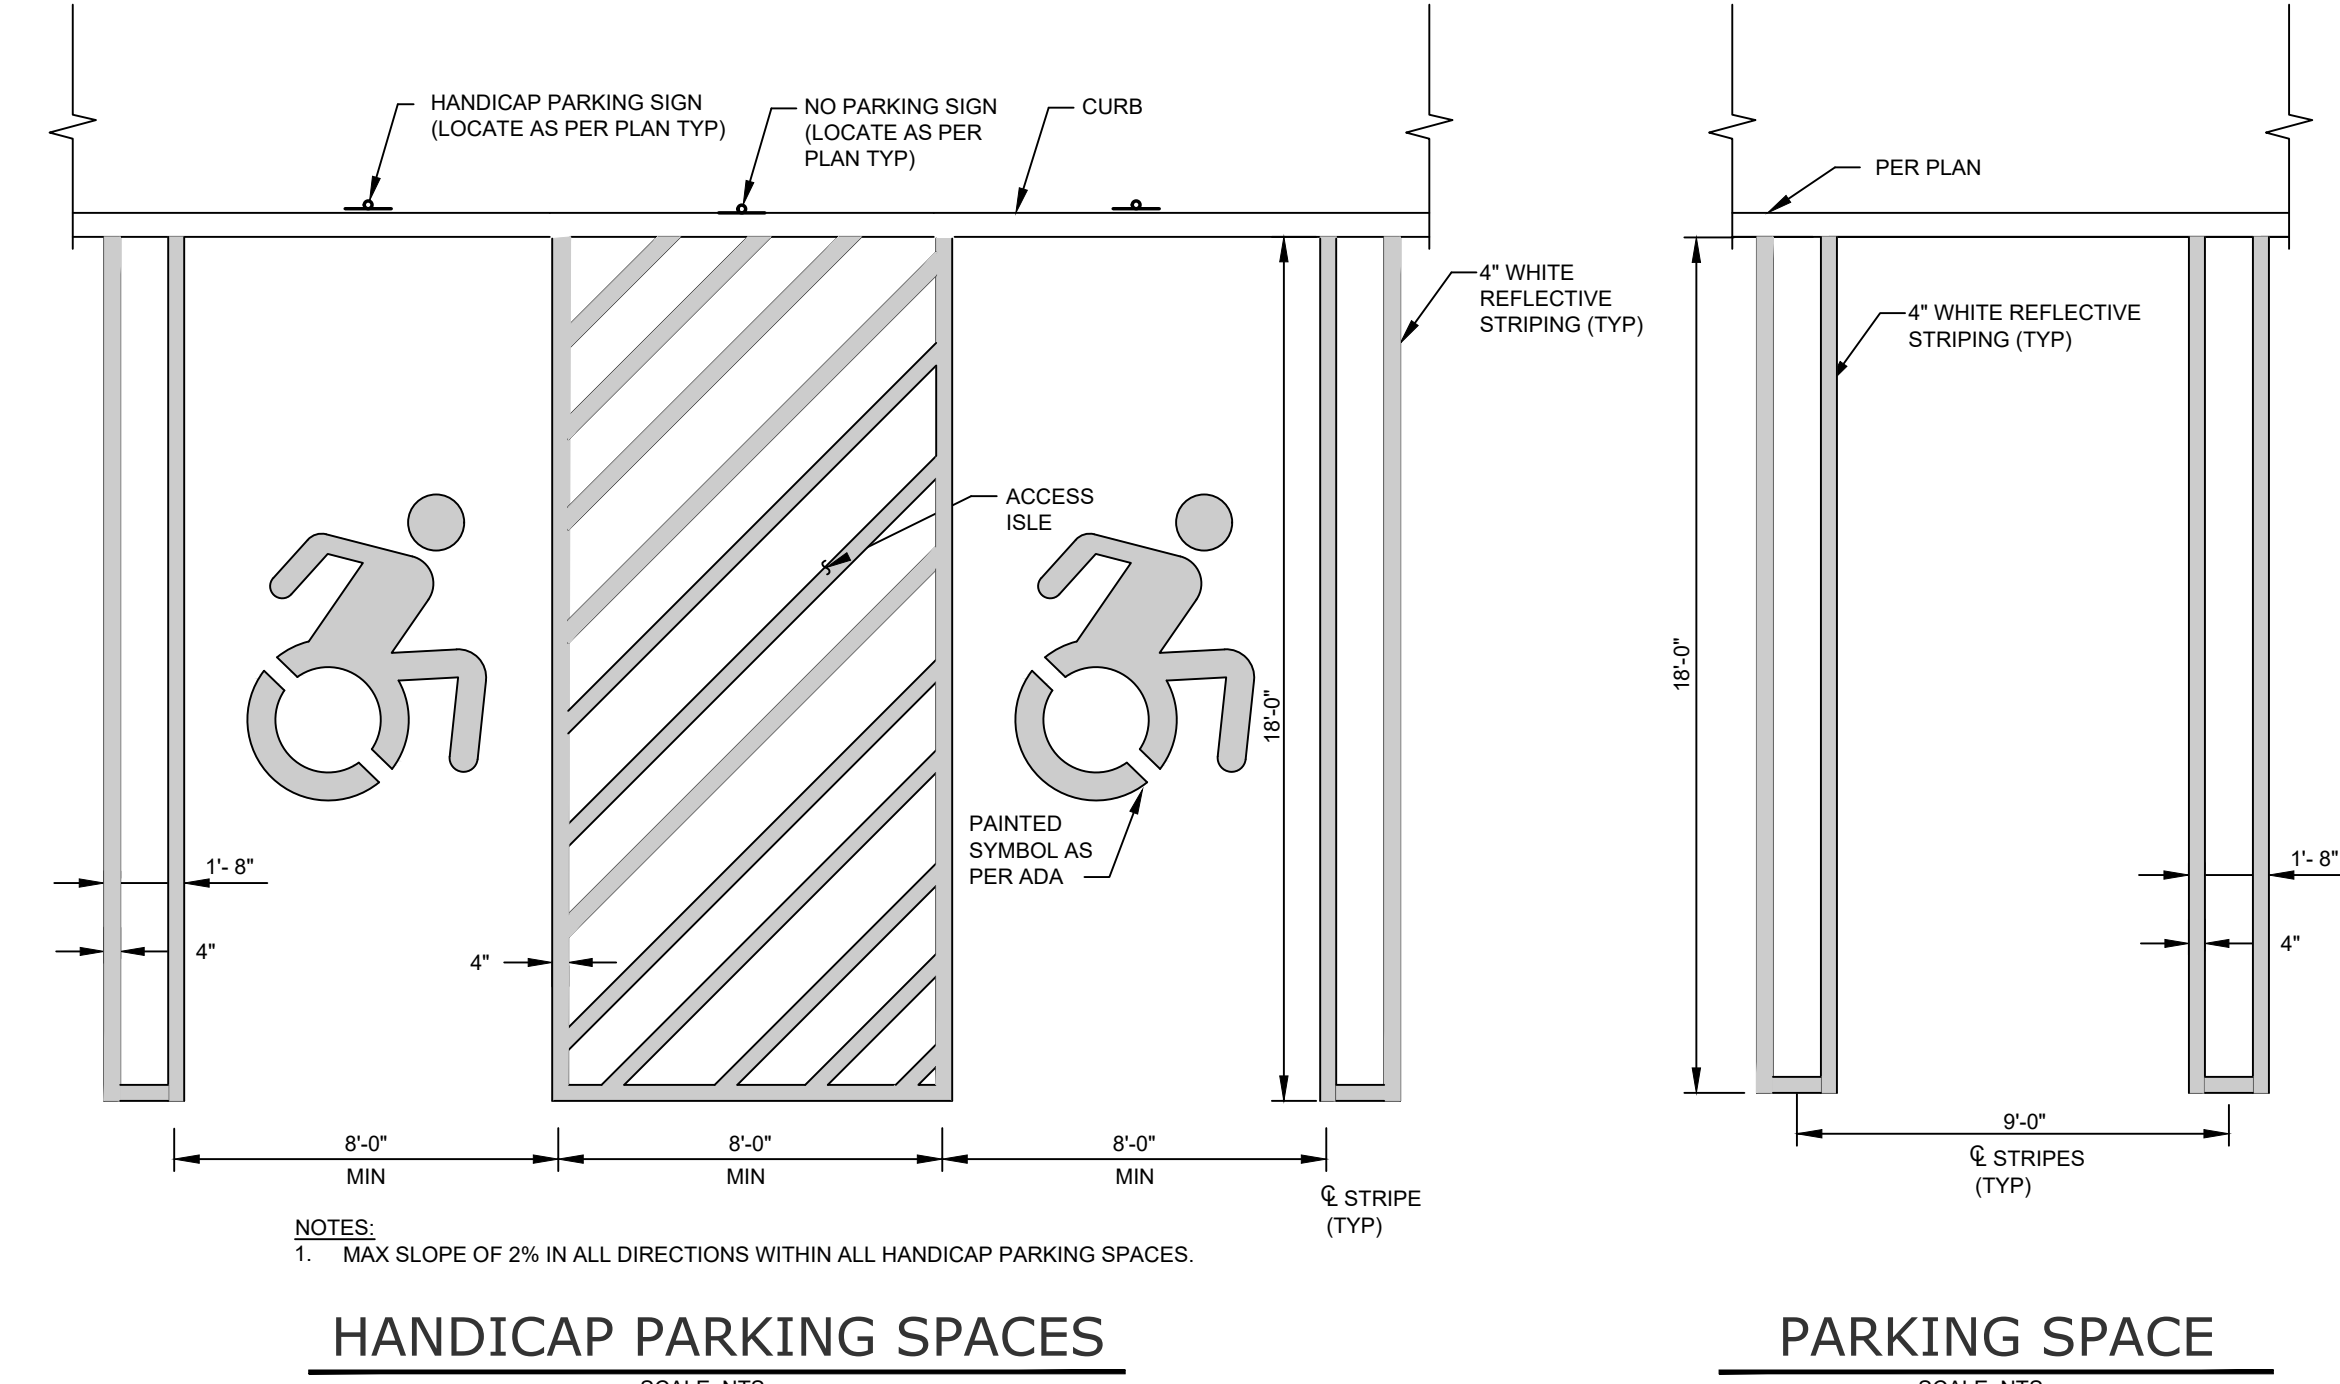 HANDICAP PARKING SIGN
(LOCATE AS PER PLAN TYP)
NO PARKING SIGN
(LOCATE AS PER
PLAN TYP)
CURB
4" WHITE
REFLECTIVE
STRIPING (TYP)
ACCESS
ISLE
18'-0"
PAINTED
SYMBOL AS
PER ADA
1'- 8"
4"
4"
8'-0"
MIN
8'-0"
MIN
8'-0"
MIN
℄ STRIPE
(TYP)
NOTES:
1. MAX SLOPE OF 2% IN ALL DIRECTIONS WITHIN ALL HANDICAP PARKING SPACES.
HANDICAP PARKING SPACES
SCALE: NTS
PER PLAN
4" WHITE REFLECTIVE
STRIPING (TYP)
18'-0"
1'- 8"
4"
9'-0"
℄ STRIPES
(TYP)
PARKING SPACE
SCALE: NTS